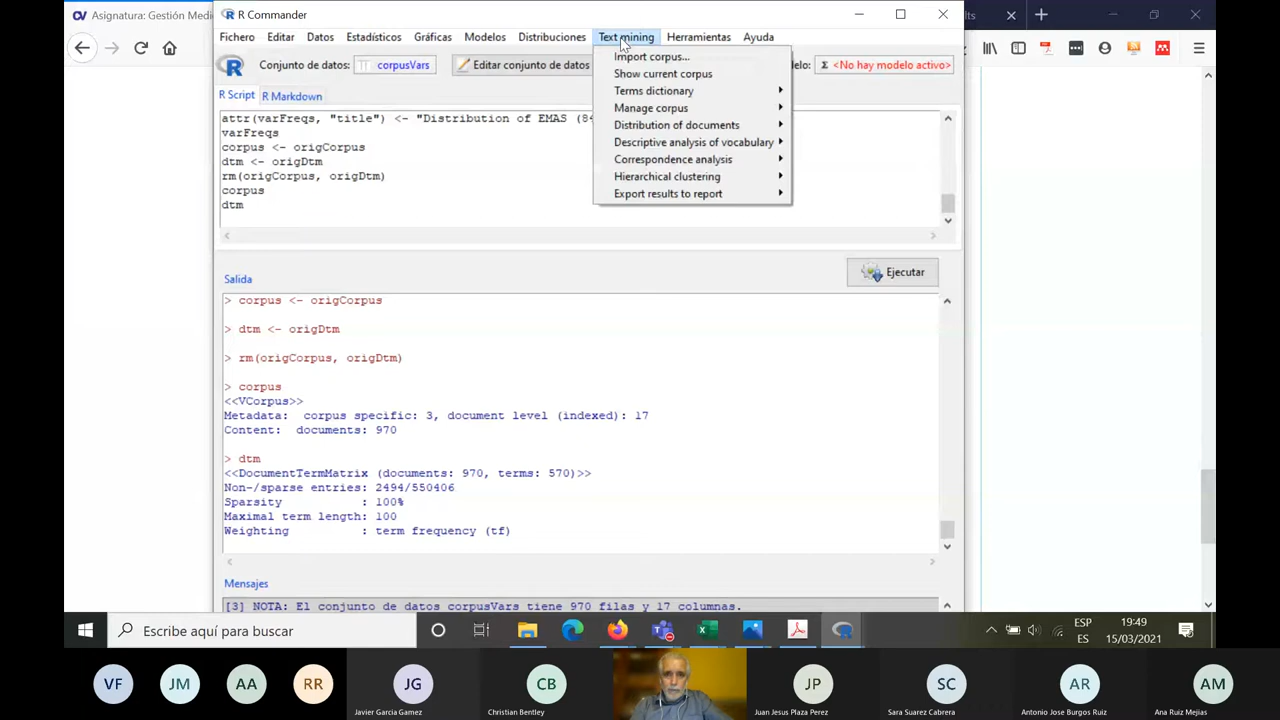 Asignatura: Gestión Medi
R Commander
Fichero Editar Datos Estadísticos Gráficas Modelos Distribuciones Text mining Herramientas Ayuda
Conjunto de datos: corpusVars Editar conjunto de datos <No hay modelo activo>
R Script R Markdown
Import corpus...
Show current corpus
Terms dictionary
Manage corpus
Distribution of documents
Descriptive analysis of vocabulary
Correspondence analysis
Hierarchical clustering
Export results to report
attr(varFreqs, "title") <- "Distribution of EMAS (84
varFreqs
corpus <- origCorpus
dtm <- origDtm
rm(origCorpus, origDtm)
corpus
dtm
Ejecutar
Salida
> corpus <- origCorpus
> dtm <- origDtm
> rm(origCorpus, origDtm)
> corpus
<<VCorpus>>
Metadata: corpus specific: 3, document level (indexed): 17
Content: documents: 970
> dtm
<<DocumentTermMatrix (documents: 970, terms: 570)>>
Non-/sparse entries: 2494/550406
Sparsity : 100%
Maximal term length: 100
Weighting : term frequency (tf)
Mensajes
[3] NOTA: El conjunto de datos corpusVars tiene 970 filas y 17 columnas.
Escribe aquí para buscar
ESP
ES
19:49
15/03/2021
VF JM AA RR JG CB JP SC AR AM
Javier Garcia Gamez Christian Bentley Juan Jesus Plaza Perez Sara Suarez Cabrera Antonio Jose Burgos Ruiz Ana Ruiz Mejias